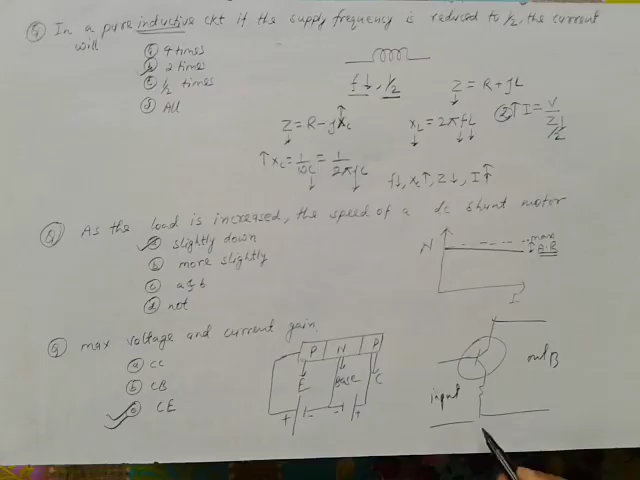 Q In a pure inductive ckt if the supply frequency is reduced to 1/2, the current
will
a 4 times
b 2 times
c 1/2 times
d All
f↓, 1/2
Z = R + jL
Z = R - jXc
XL = 2πfL
I = V/Z
↑Xc = 1/ωC = 1/2πfC
f↓, Xc↑, Z↓, I↑
Q As the load is increased, the speed of a dc shunt motor
a slightly down
b more slightly
c a & b
d not
N
max
A.R
I
Q max voltage and current gain
a CC
b CB
c CE
P N P
E Base C
+ - - +
input
out B